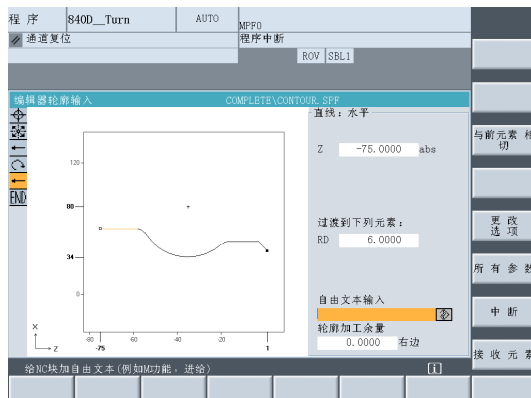 程 序
840D__Turn
AUTO
MPF0
通道复位
程序中断
ROV
SBL1
编辑器轮廓输入
COMPLETE\CONTOUR.SPF
END
120
88
34
0
-80
-75
-60
-40
-20
1
X
Z
直线: 水平
Z
-75.0000
abs
过渡到下列元素:
RD
6.0000
自由文本输入
轮廓加工余量
0.0000
右边
与前元素 相
切
更 改
选 项
所 有 参 数
中 断
接 收 元 素
给NC块加自由文本(例如M功能, 进给)
i